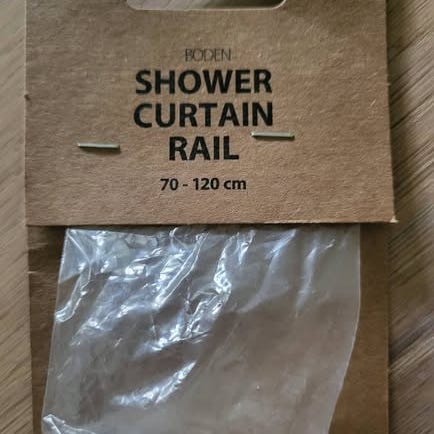 BODEN
SHOWER
CURTAIN
RAIL
70 - 120 cm